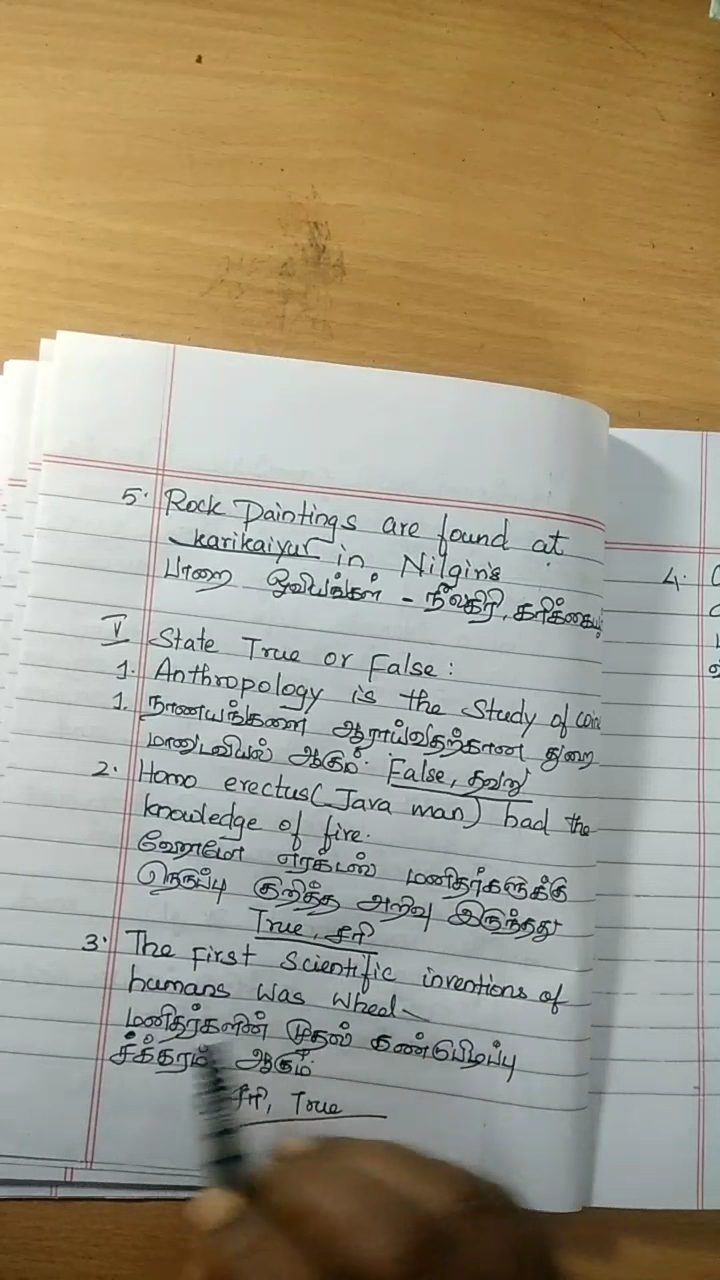 5. Rock Paintings are found at
karikaiyur in Nilgiris
பாறை ஓவியங்கள் - நீலகிரி, கரிக்கை
V State True or False:
1. Anthropology is the study of coin
1. நாணயங்களை ஆராய்வதற்கான துறை
மானுடவியல் ஆகும். False, தவறு
2. Homo erectus (Java man) had the
knowledge of fire.
ஹோமோ எரக்டஸ் மனிதர்களுக்கு
நெருப்பு குறித்த அறிவு இருந்தது
True, சரி
3. The first scientific inventions of
humans was wheel
மனிதர்களின் முதல் கண்டுபிடிப்பு
சக்கரம் ஆகும்
சரி, True
4.